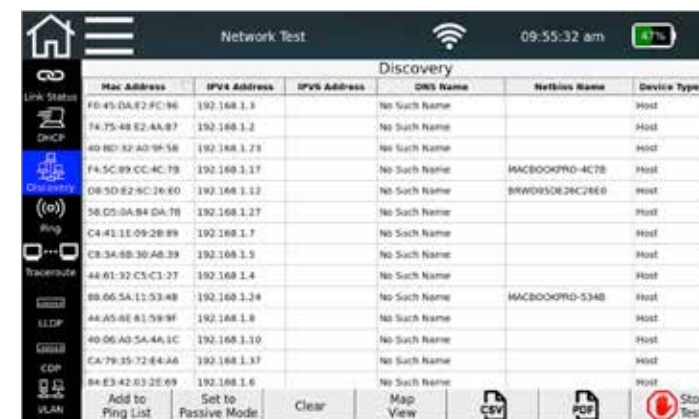 Network Test 09:55:32 am 47%
Discovery
Link Status
DHCP
Discovery
Ping
Traceroute
LLDP
CDP
VLAN
Mac Address IPV4 Address IPV6 Address DNS Name Netbios Name Device Type
F0:45:DA:E2:FC:96 192.168.1.3 No Such Name Host
74:75:48:E2:4A:87 192.168.1.2 No Such Name Host
40:BD:32:A0:9F:58 192.168.1.23 No Such Name Host
F4:5C:89:CC:4C:7B 192.168.1.17 No Such Name MACBOOKPRO-4C7B Host
D8:5D:E2:6C:26:E0 192.168.1.12 No Such Name Host
58:D5:0A:84:DA:78 192.168.1.27 No Such Name Host
C4:41:1E:09:2B:89 192.168.1.7 No Such Name Host
C8:3A:6B:30:A8:39 192.168.1.5 No Such Name Host
44:61:32:C5:C1:27 192.168.1.4 No Such Name Host
88:66:5A:11:53:4B 192.168.1.24 No Such Name MACBOOKPRO-534B Host
44:A5:6E:61:59:9F 192.168.1.8 No Such Name Host
40:06:A0:5A:4A:1C 192.168.1.10 No Such Name Host
CA:79:35:72:E4:A6 192.168.1.37 No Such Name Host
84:E3:42:03:2E:69 192.168.1.6 No Such Name Host
Add to Set to Clear Map CSV PDF
Ping List Passive Mode View